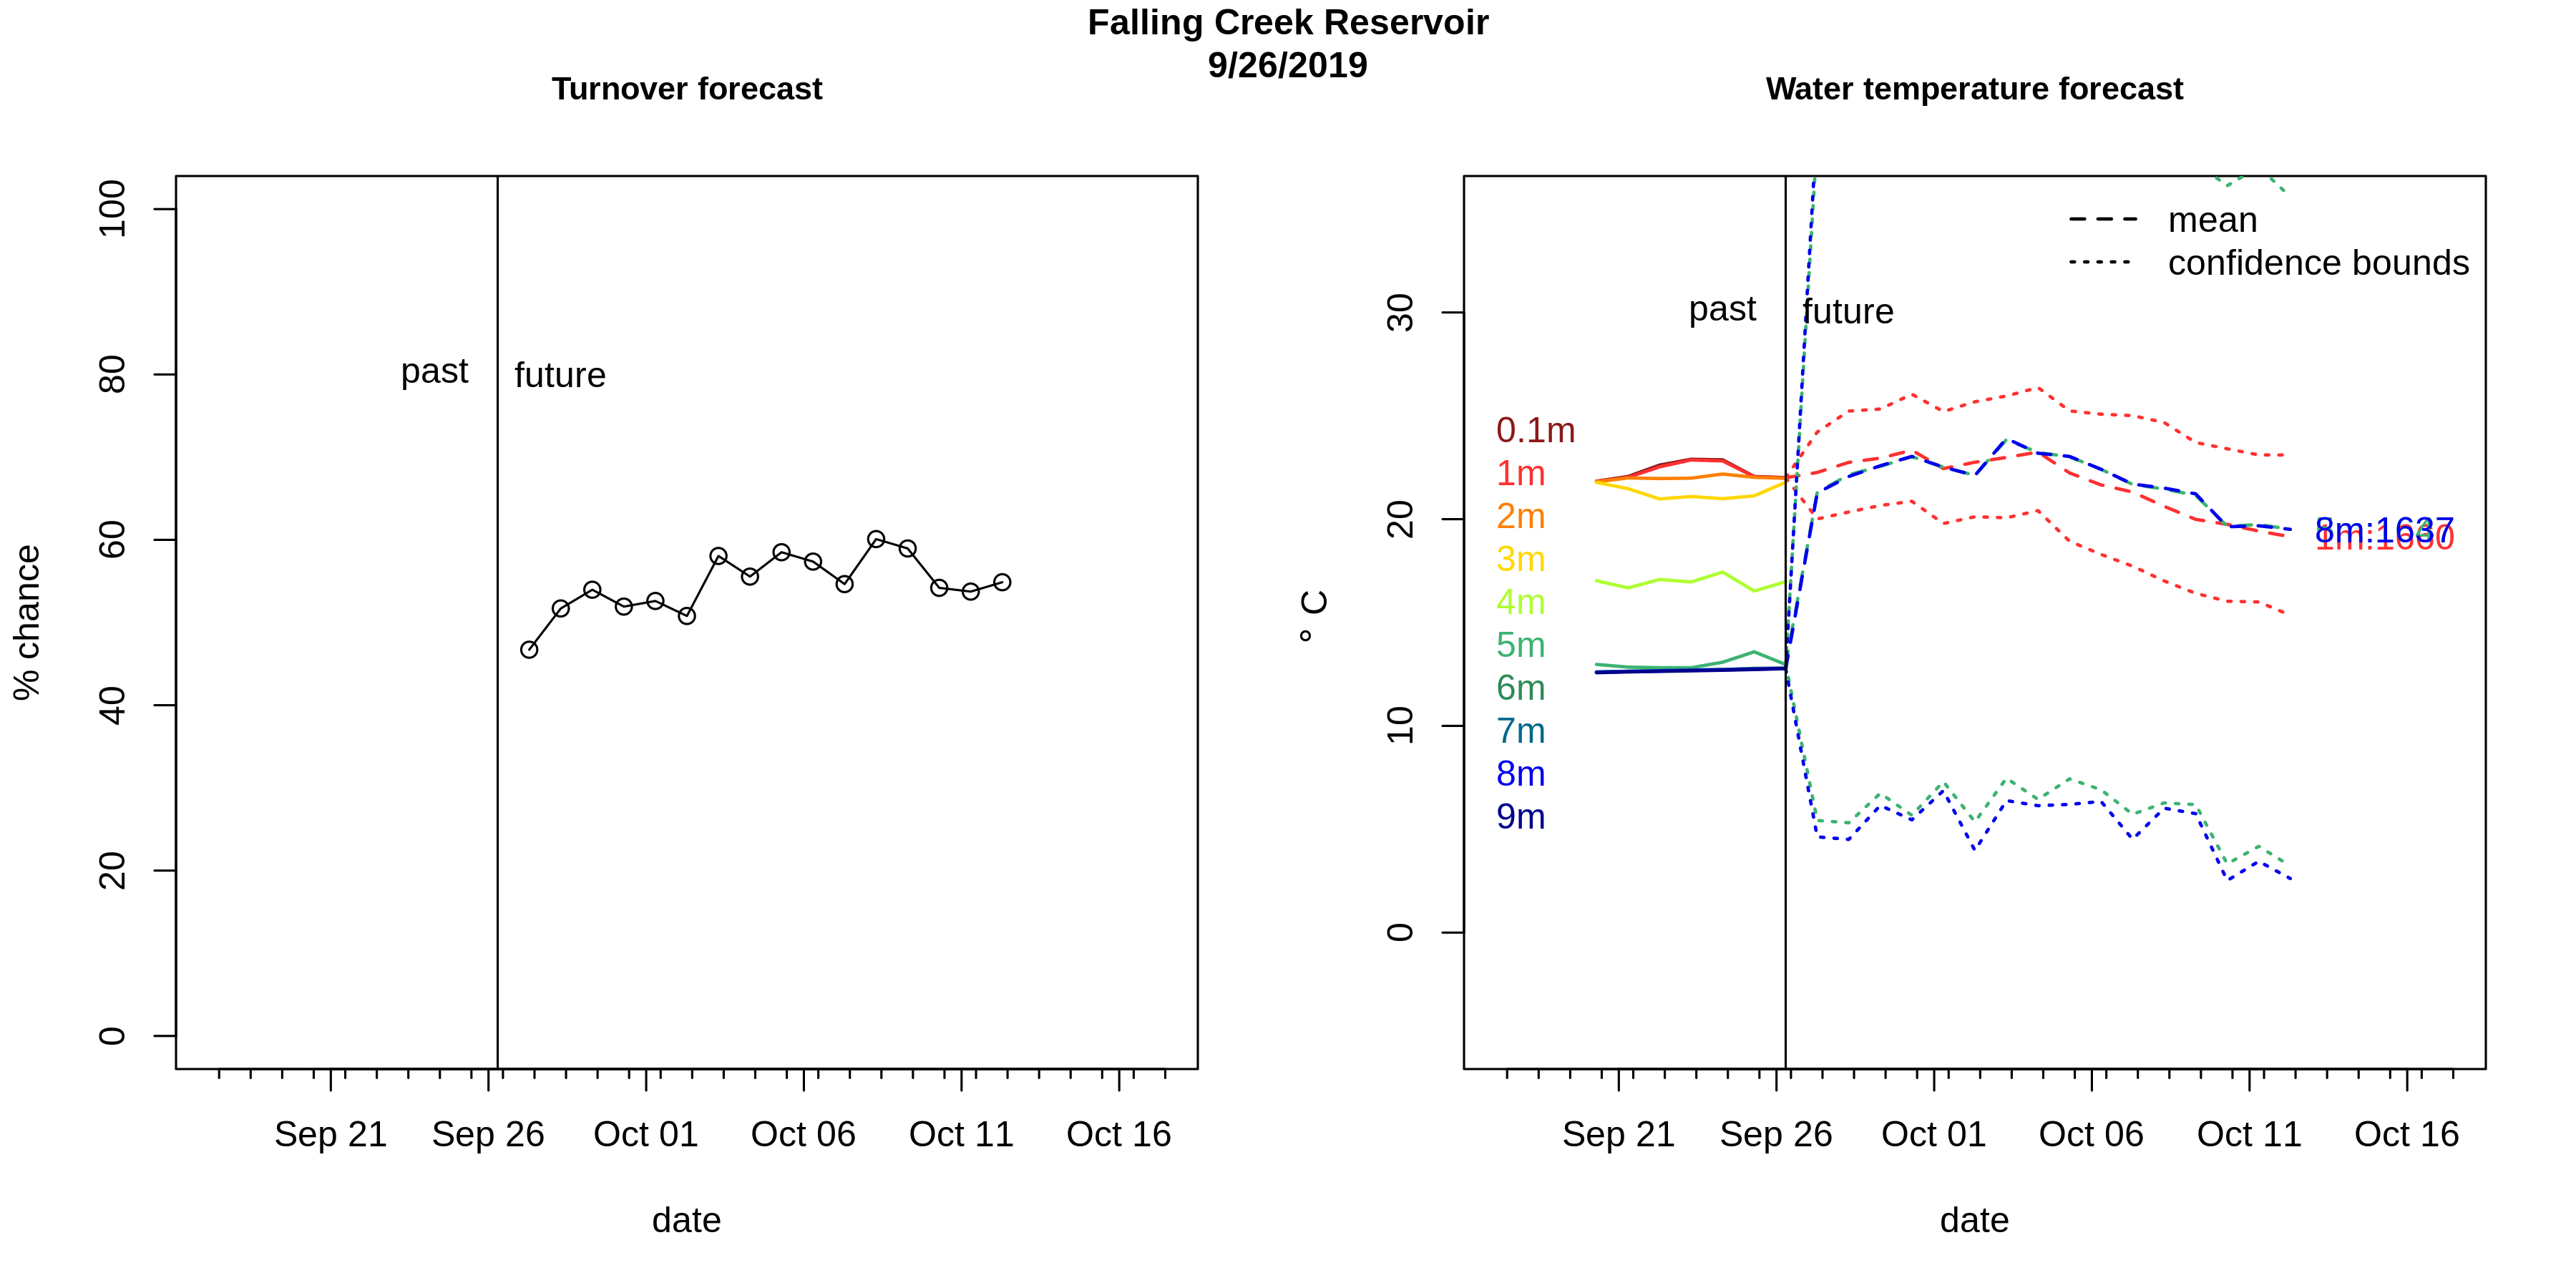 Falling Creek Reservoir
9/26/2019
Turnover forecast
% chance
100
80
60
40
20
0
past
future
Sep 21
Sep 26
Oct 01
Oct 06
Oct 11
Oct 16
date
Water temperature forecast
° C
30
20
10
0
mean
confidence bounds
past
future
0.1m
1m
2m
3m
4m
5m
6m
7m
8m
9m
8m:1637
Sep 21
Sep 26
Oct 01
Oct 06
Oct 11
Oct 16
date